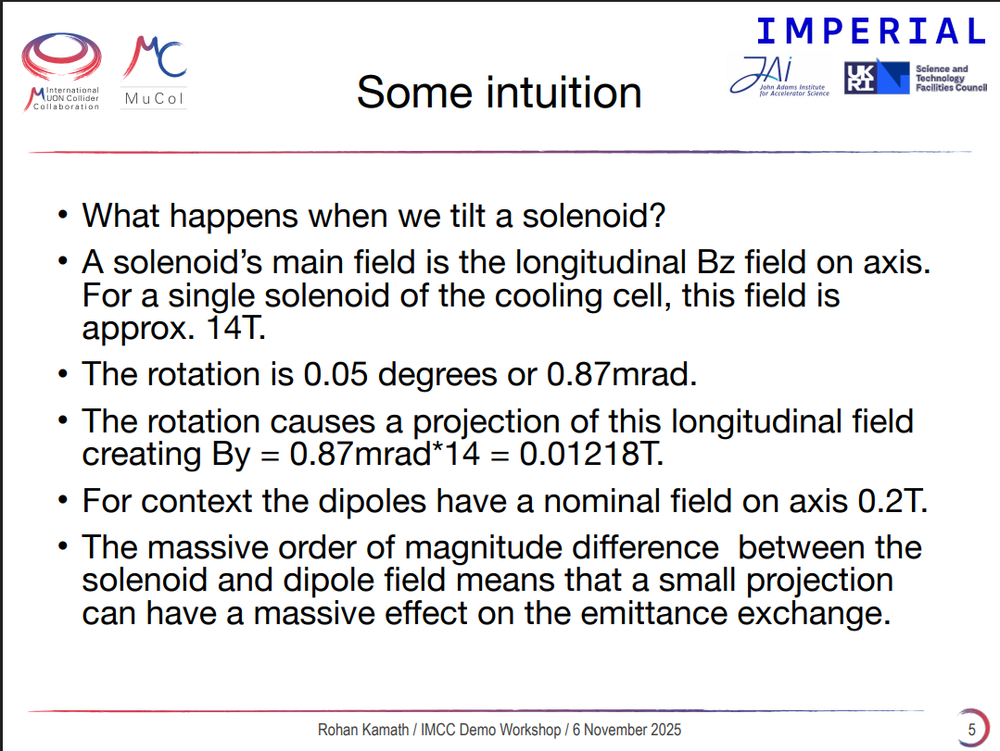 International
MUON Collider
Collaboration
MuCol
IMPERIAL
JAi
John Adams Institute
for Accelerator Science
UK
RI
Science and
Technology
Facilities Council
Some intuition
• What happens when we tilt a solenoid?
• A solenoid’s main field is the longitudinal Bz field on axis.
For a single solenoid of the cooling cell, this field is
approx. 14T.
• The rotation is 0.05 degrees or 0.87mrad.
• The rotation causes a projection of this longitudinal field
creating By = 0.87mrad*14 = 0.01218T.
• For context the dipoles have a nominal field on axis 0.2T.
• The massive order of magnitude difference  between the
solenoid and dipole field means that a small projection
can have a massive effect on the emittance exchange.
Rohan Kamath / IMCC Demo Workshop / 6 November 2025
5